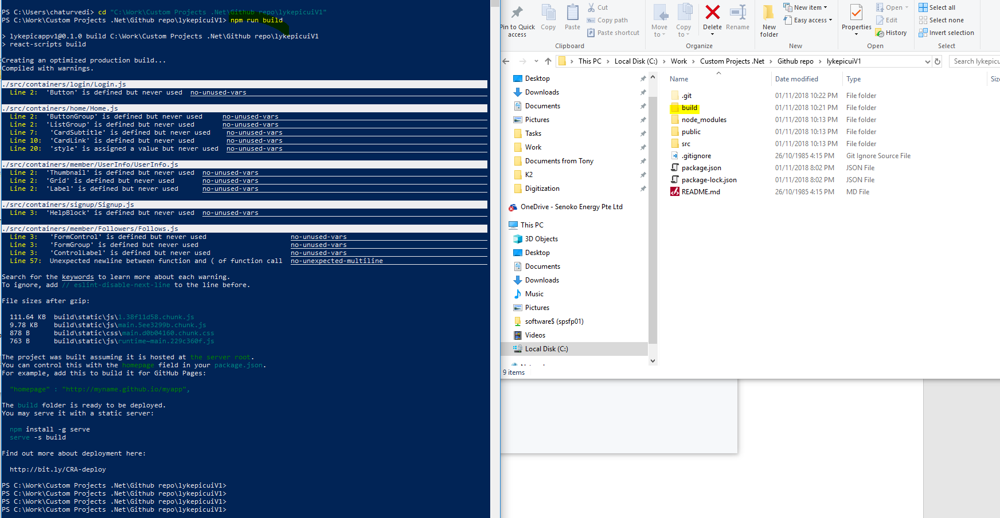 PS C:\Users\chaturvedi> cd "C:\Work\Custom Projects .Net\Github repo\lykepicuiV1"
PS C:\Work\Custom Projects .Net\Github repo\lykepicuiV1> npm run build
> lykepicappv1@0.1.0 build C:\Work\Custom Projects .Net\Github repo\lykepicuiV1
> react-scripts build
Creating an optimized production build...
Compiled with warnings.
./src/containers/login/Login.js
Line 2: 'Button' is defined but never used no-unused-vars
./src/containers/home/Home.js
Line 2: 'ButtonGroup' is defined but never used no-unused-vars
Line 2: 'ListGroup' is defined but never used no-unused-vars
Line 7: 'CardSubtitle' is defined but never used no-unused-vars
Line 10: 'CardLink' is defined but never used no-unused-vars
Line 20: 'style' is assigned a value but never used no-unused-vars
./src/containers/member/UserInfo/UserInfo.js
Line 2: 'Thumbnail' is defined but never used no-unused-vars
Line 2: 'Grid' is defined but never used no-unused-vars
Line 2: 'Label' is defined but never used no-unused-vars
./src/containers/signup/Signup.js
Line 3: 'HelpBlock' is defined but never used no-unused-vars
./src/containers/member/Followers/Follows.js
Line 3: 'FormControl' is defined but never used no-unused-vars
Line 3: 'FormGroup' is defined but never used no-unused-vars
Line 3: 'ControlLabel' is defined but never used no-unused-vars
Line 57: Unexpected newline between function and ( of function call no-unexpected-multiline
Search for the keywords to learn more about each warning.
To ignore, add // eslint-disable-next-line to the line before.
File sizes after gzip:
111.64 KB build\static\js\1.38f11d58.chunk.js
9.78 KB build\static\js\main.5ee3299b.chunk.js
878 B build\static\css\main.d0b04160.chunk.css
763 B build\static\js\runtime~main.229c360f.js
The project was built assuming it is hosted at the server root.
You can control this with the homepage field in your package.json.
For example, add this to build it for GitHub Pages:
"homepage" : "http://myname.github.io/myapp",
The build folder is ready to be deployed.
You may serve it with a static server:
npm install -g serve
serve -s build
Find out more about deployment here:
http://bit.ly/CRA-deploy
PS C:\Work\Custom Projects .Net\Github repo\lykepicuiV1>
PS C:\Work\Custom Projects .Net\Github repo\lykepicuiV1>
PS C:\Work\Custom Projects .Net\Github repo\lykepicuiV1>
PS C:\Work\Custom Projects .Net\Github repo\lykepicuiV1>
Pin to Quick access
Copy
Paste
Cut
Copy path
Paste shortcut
Clipboard
Move to
Copy to
Delete
Rename
Organize
New folder
New item
Easy access
New
Properties
Open
Edit
History
Open
Select all
Select none
Invert selection
Select
This PC > Local Disk (C:) > Work > Custom Projects .Net > Github repo > lykepicuiV1
Search lykepicu
Desktop
Downloads
Documents
Pictures
Tasks
Work
Documents from Tony
K2
Digitization
OneDrive - Senoko Energy Pte Ltd
This PC
3D Objects
Desktop
Documents
Downloads
Music
Pictures
software$ (spsfp01)
Videos
Local Disk (C:)
9 items
Name Date modified Type Siz
.git 01/11/2018 10:22 PM File folder
build 01/11/2018 10:21 PM File folder
node_modules 01/11/2018 10:13 PM File folder
public 01/11/2018 10:13 PM File folder
src 01/11/2018 10:13 PM File folder
.gitignore 26/10/1985 4:15 PM Git Ignore Source File
package.json 01/11/2018 8:02 PM JSON File
package-lock.json 01/11/2018 8:02 PM JSON File
README.md 26/10/1985 4:15 PM MD File